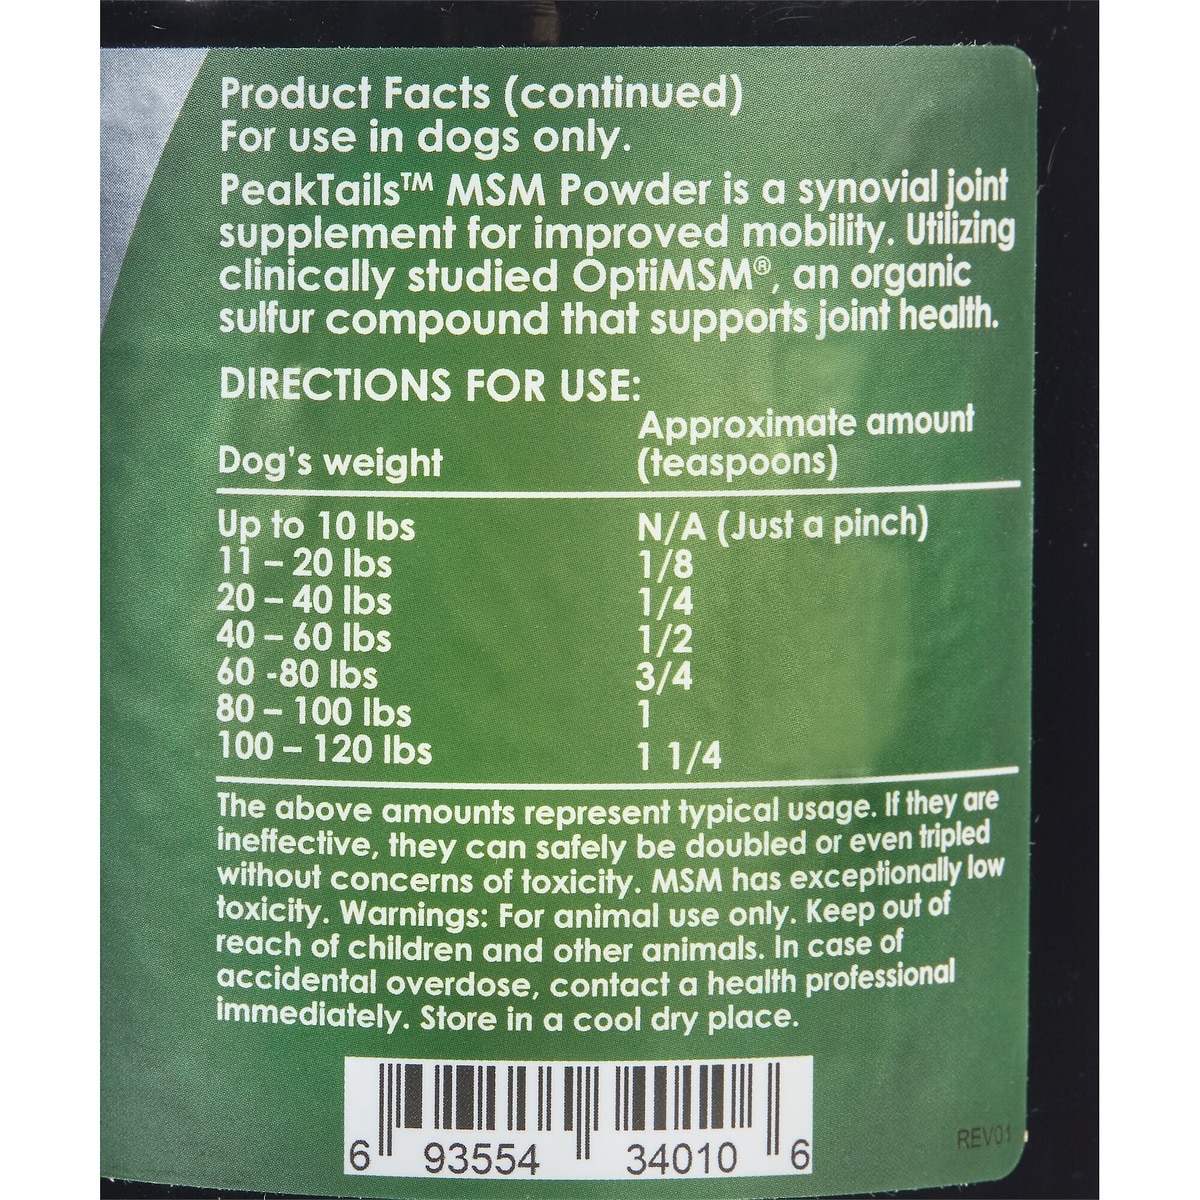 Product Facts (continued)
For use in dogs only.
PeakTails™ MSM Powder is a synovial joint
supplement for improved mobility. Utilizing
clinically studied OptiMSM®, an organic
sulfur compound that supports joint health.
DIRECTIONS FOR USE:
Dog's weight Approximate amount
(teaspoons)
Up to 10 lbs N/A (Just a pinch)
11 – 20 lbs 1/8
20 – 40 lbs 1/4
40 – 60 lbs 1/2
60 -80 lbs 3/4
80 – 100 lbs 1
100 – 120 lbs 1 1/4
The above amounts represent typical usage. If they are
ineffective, they can safely be doubled or even tripled
without concerns of toxicity. MSM has exceptionally low
toxicity. Warnings: For animal use only. Keep out of
reach of children and other animals. In case of
accidental overdose, contact a health professional
immediately. Store in a cool dry place.
6 93554 34010 6
REV01